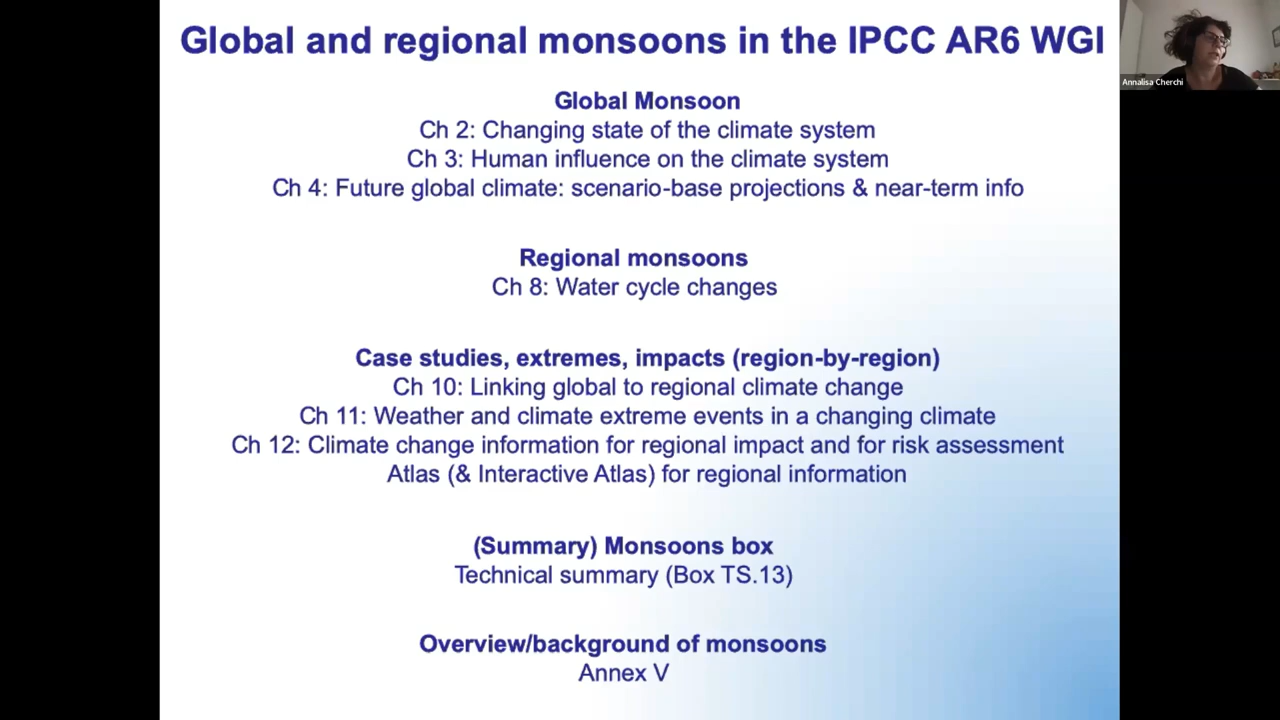 Global and regional monsoons in the IPCC AR6 WGI
Annalisa Cherchi
Global Monsoon
Ch 2: Changing state of the climate system
Ch 3: Human influence on the climate system
Ch 4: Future global climate: scenario-base projections & near-term info
Regional monsoons
Ch 8: Water cycle changes
Case studies, extremes, impacts (region-by-region)
Ch 10: Linking global to regional climate change
Ch 11: Weather and climate extreme events in a changing climate
Ch 12: Climate change information for regional impact and for risk assessment
Atlas (& Interactive Atlas) for regional information
(Summary) Monsoons box
Technical summary (Box TS.13)
Overview/background of monsoons
Annex V